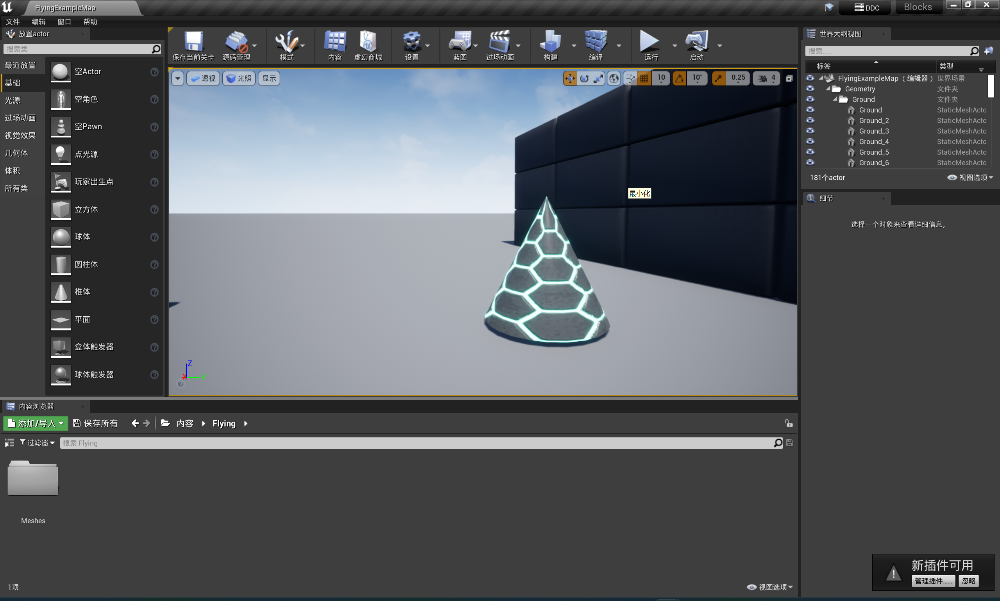 FlyingExampleMap
DDC
Blocks
文件 编辑 窗口 帮助
放置actor
搜索类
最近放置
基础
光源
过场动画
视觉效果
几何体
体积
所有类
空Actor
空角色
空Pawn
点光源
玩家出生点
立方体
球体
圆柱体
椎体
平面
盒体触发器
球体触发器
保存当前关卡 源码管理 模式 内容 虚幻商城 设置 蓝图 过场动画 构建 编译 运行 启动
透视 光照 显示
10 10° 0.25 4
最小化
Z
X
Y
世界大纲视图
搜索......
标签 类型
FlyingExampleMap（编辑器） 世界场景
Geometry 文件夹
Ground 文件夹
Ground StaticMeshActo
Ground_2 StaticMeshActo
Ground_3 StaticMeshActo
Ground_4 StaticMeshActo
Ground_5 StaticMeshActo
Ground_6 StaticMeshActo
181个actor 视图选项
细节
选择一个对象来查看详细信息。
内容浏览器
添加/导入 保存所有 内容 Flying
过滤器 搜索 Flying
Meshes
1项 视图选项
新插件可用
管理插件...... 忽略